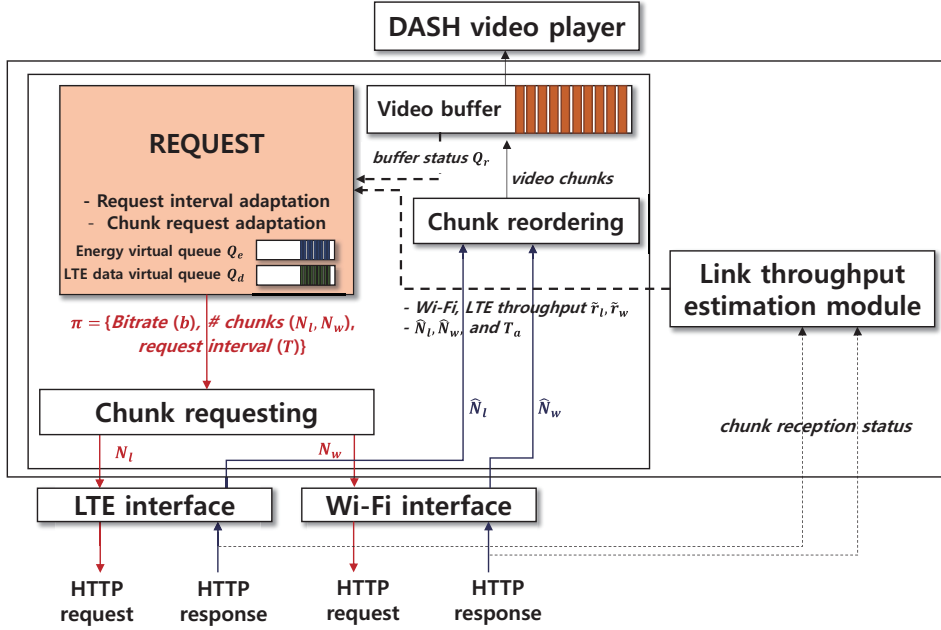 DASH video player
Video buffer
REQUEST
buffer status Q_r
video chunks
- Request interval adaptation
- Chunk request adaptation
Chunk reordering
Energy virtual queue Q_e
LTE data virtual queue Q_d
Link throughput
estimation module
- Wi-Fi, LTE throughput r̃_l, r̃_w
- N̂_l, N̂_w, and T_a
π = {Bitrate (b), # chunks (N_l, N_w),
request interval (T)}
Chunk requesting
N̂_l
N̂_w
chunk reception status
N_l
N_w
LTE interface
Wi-Fi interface
HTTP
request
HTTP
response
HTTP
request
HTTP
response